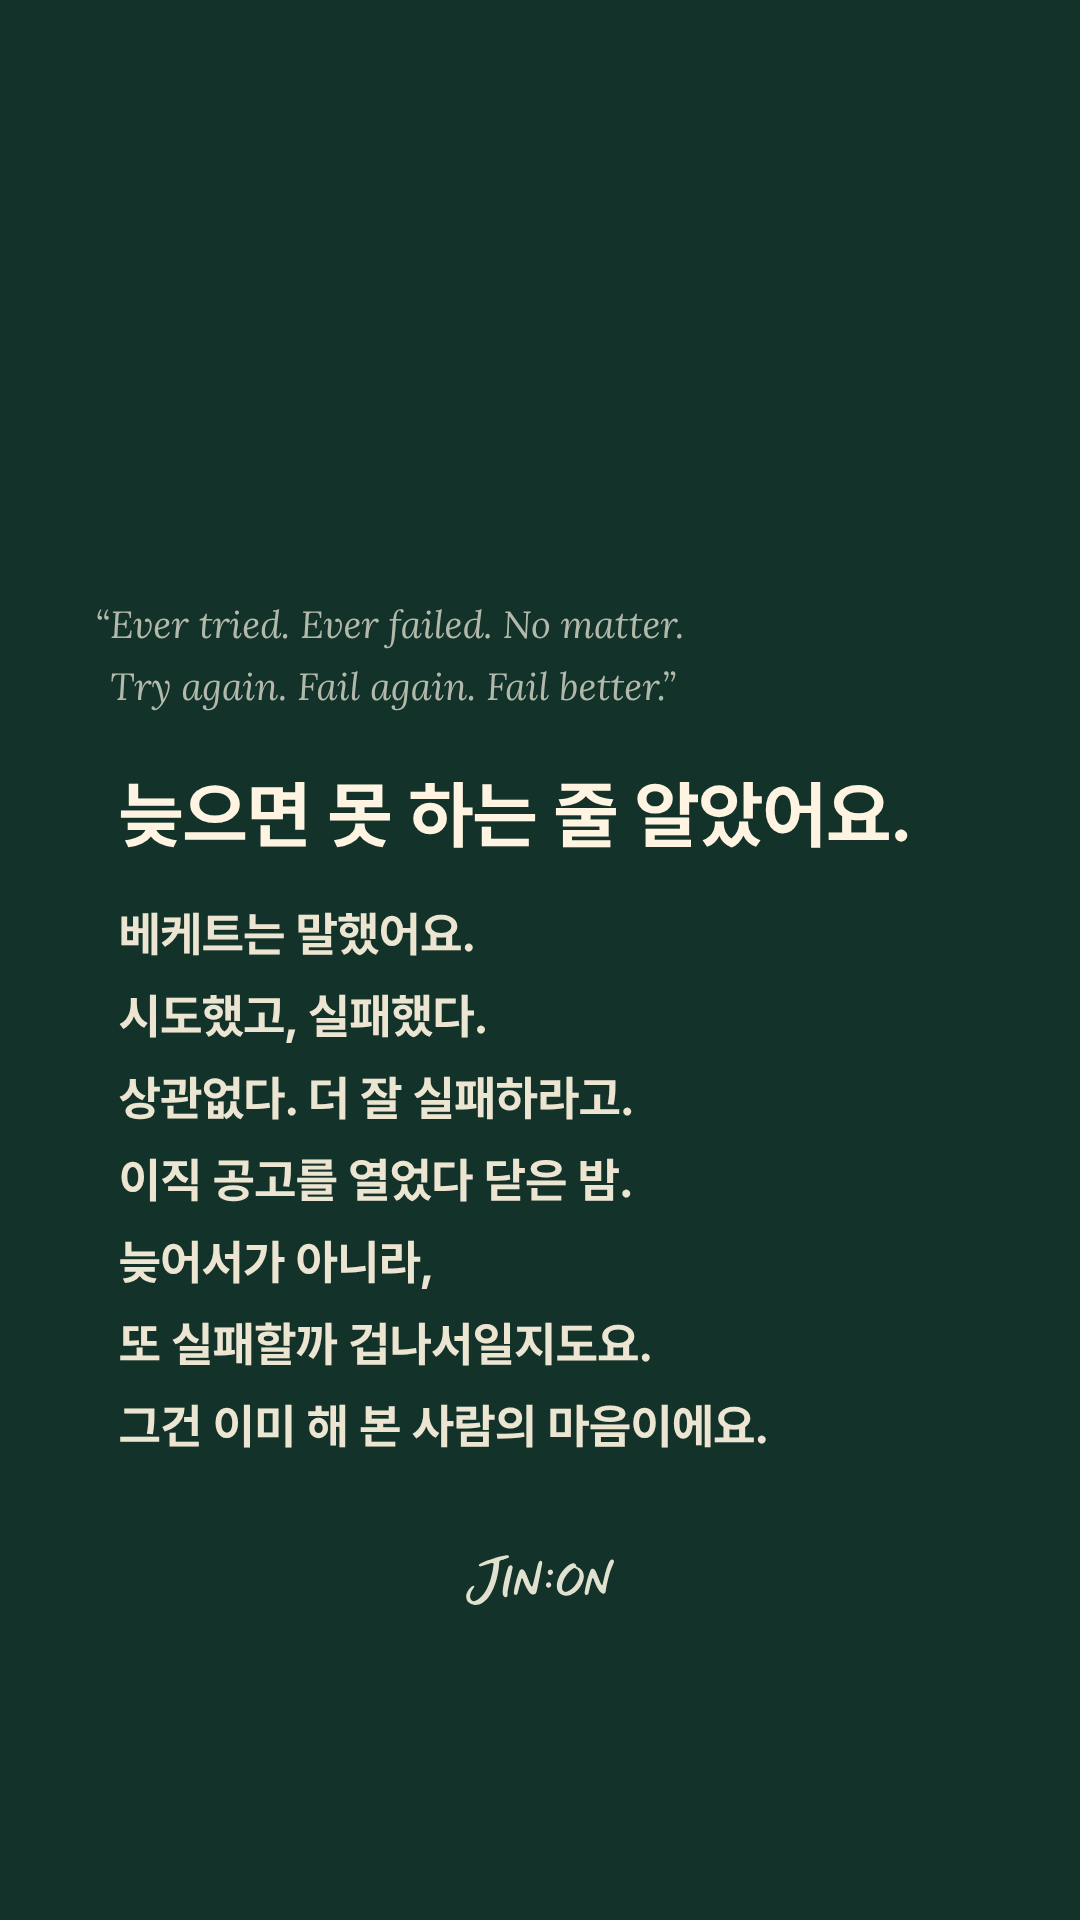 “Ever tried. Ever failed. No matter.
Try again. Fail again. Fail better.”
늦으면 못 하는 줄 알았어요.
베케트는 말했어요.
시도했고, 실패했다.
상관없다. 더 잘 실패하라고.
이직 공고를 열었다 닫은 밤.
늦어서가 아니라,
또 실패할까 겁나서일지도요.
그건 이미 해 본 사람의 마음이에요.
JIN:ON